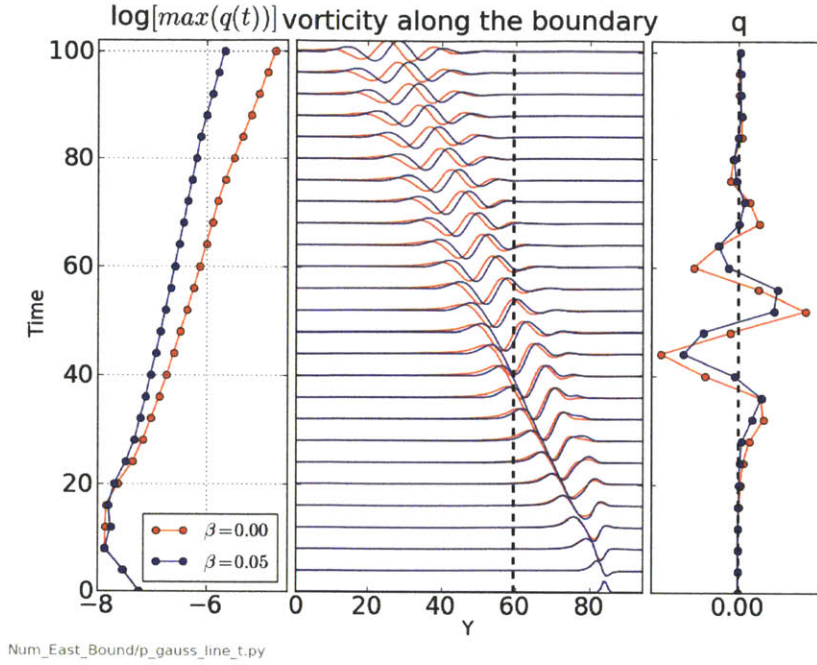 log[max(q(t))] vorticity along the boundary q
100
80
60
40
20
0
Time
β=0.00
β=0.05
−8 −6 0 20 40 60 80 0.00
Y
Num_East_Bound/p_gauss_line_t.py